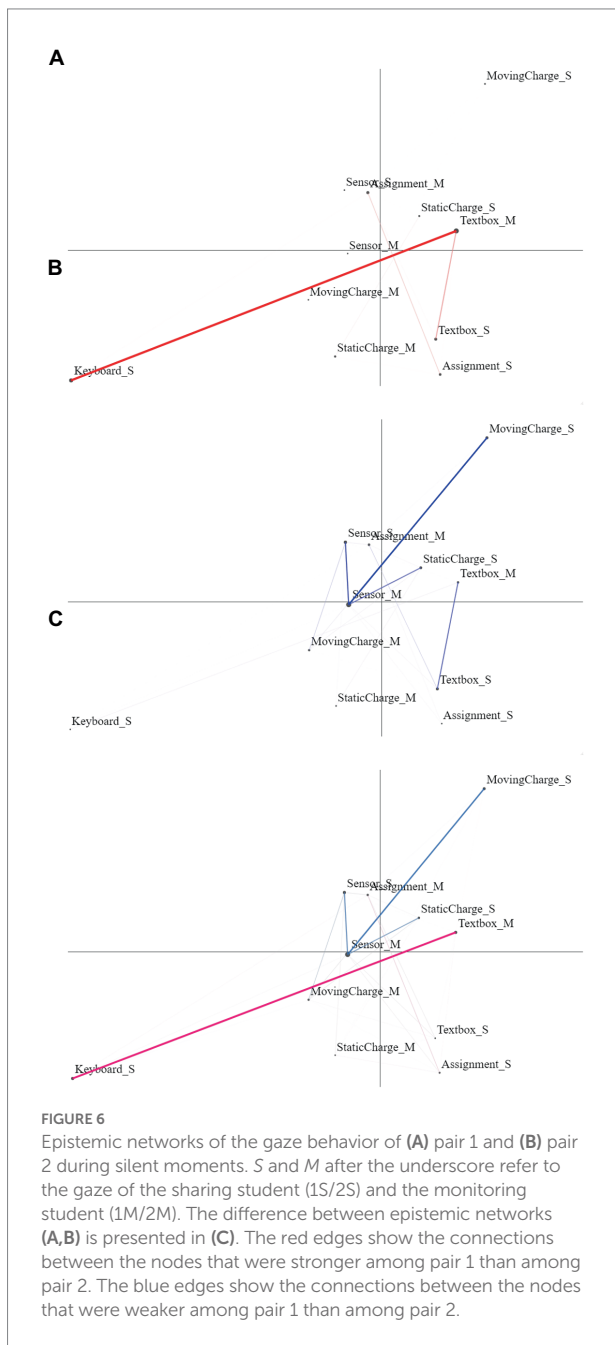 A
MovingCharge_S
Sensor_S
Assignment_M
StaticCharge_S
Textbox_M
Sensor_M
B
MovingCharge_M
Textbox_S
StaticCharge_M
Keyboard_S
Assignment_S
MovingCharge_S
Sensor_S
Assignment_M
StaticCharge_S
Textbox_M
Sensor_M
C
MovingCharge_M
Textbox_S
StaticCharge_M
Keyboard_S
Assignment_S
MovingCharge_S
Sensor_S
Assignment_M
StaticCharge_S
Textbox_M
Sensor_M
MovingCharge_M
Textbox_S
StaticCharge_M
Keyboard_S
Assignment_S
FIGURE 6
Epistemic networks of the gaze behavior of (A) pair 1 and (B) pair
2 during silent moments. S and M after the underscore refer to
the gaze of the sharing student (1S/2S) and the monitoring
student (1M/2M). The difference between epistemic networks
(A,B) is presented in (C). The red edges show the connections
between the nodes that were stronger among pair 1 than among
pair 2. The blue edges show the connections between the nodes
that were weaker among pair 1 than among pair 2.